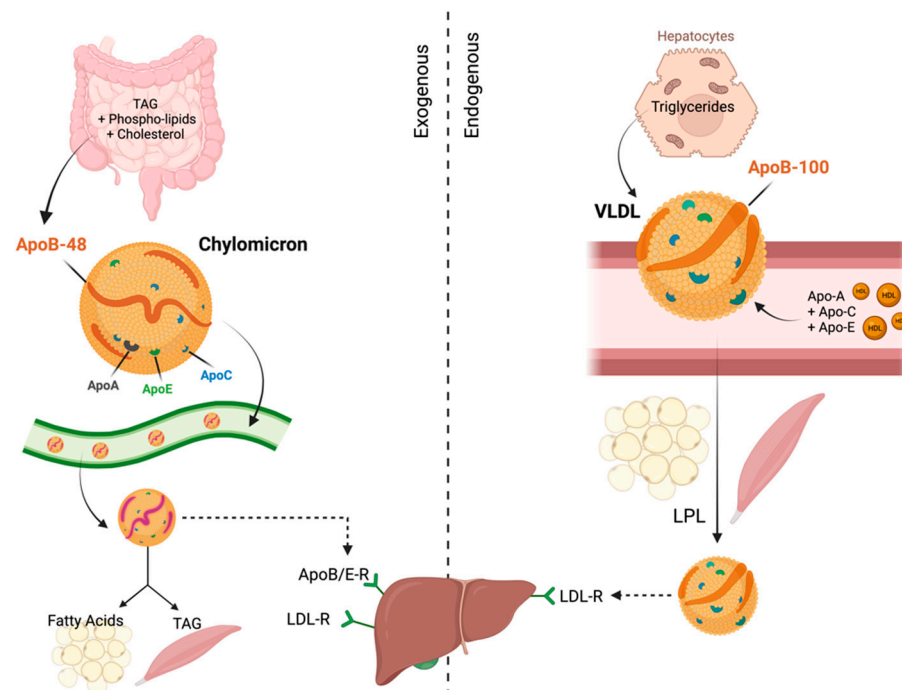 TAG
+ Phospho-lipids
+ Cholesterol
ApoB-48
Chylomicron
ApoA
ApoE
ApoC
Fatty Acids
TAG
ApoB/E-R
LDL-R
Exogenous
Endogenous
Hepatocytes
Triglycerides
ApoB-100
VLDL
Apo-A
+ Apo-C
+ Apo-E
HDL
HDL
HDL
HDL
LPL
LDL-R